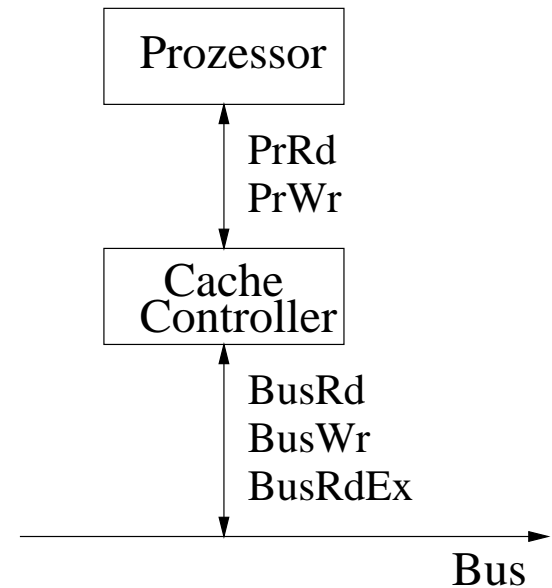 Prozessor
PrRd
PrWr
Cache
Controller
BusRd
BusWr
BusRdEx
Bus